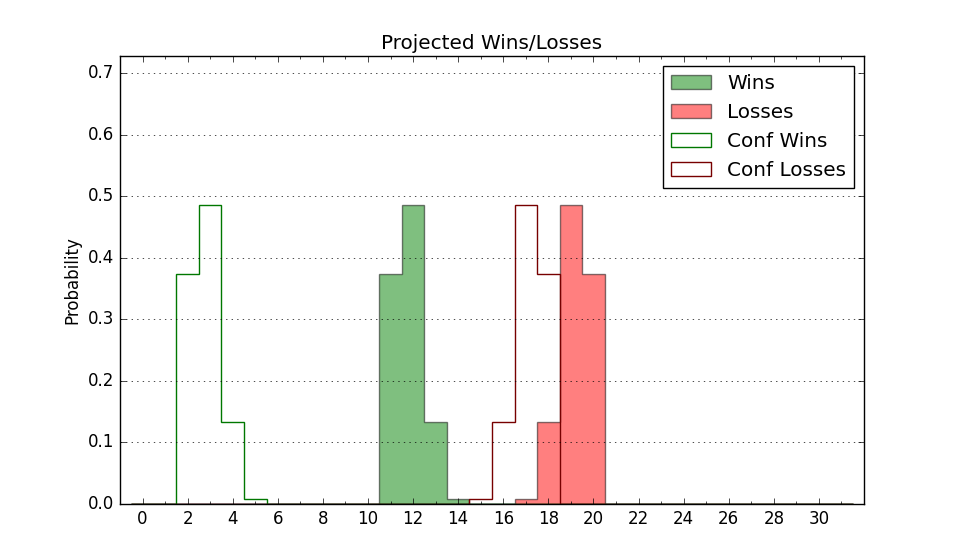 Projected Wins/Losses
Wins
Losses
Conf Wins
Conf Losses
Probability
0.7
0.6
0.5
0.4
0.3
0.2
0.1
0.0
0 2 4 6 8 10 12 14 16 18 20 22 24 26 28 30